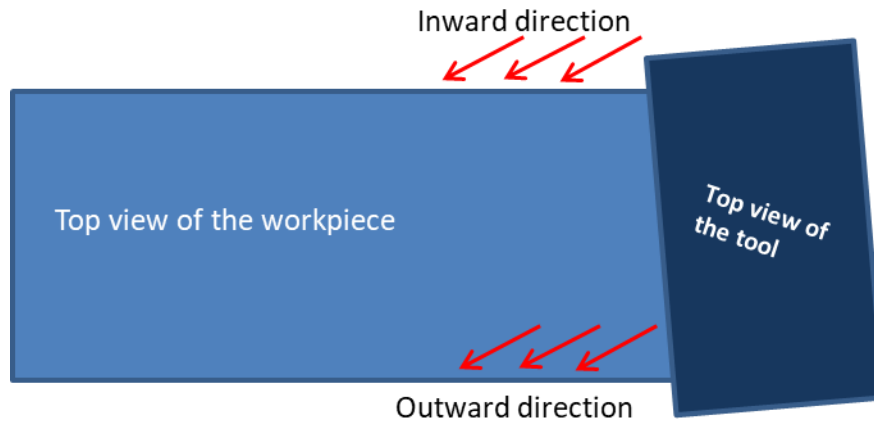 Inward direction
Top view of the workpiece
Top view of
the tool
Outward direction